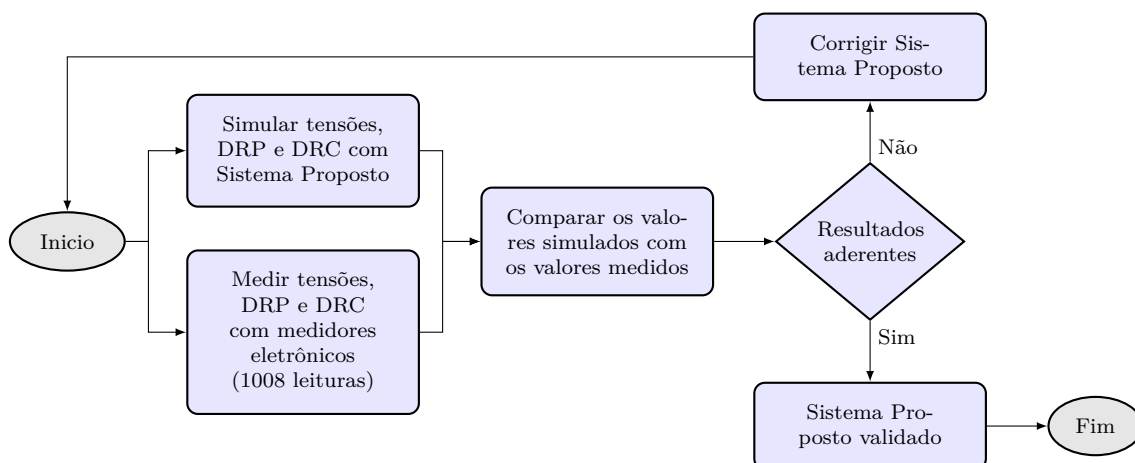 Corrigir Sis-
tema Proposto
Simular tensões,
DRP e DRC com
Sistema Proposto
Não
Inicio
Comparar os valo-
res simulados com
os valores medidos
Resultados
aderentes
Medir tensões,
DRP e DRC
com medidores
eletrônicos
(1008 leituras)
Sim
Sistema Pro-
posto validado
Fim